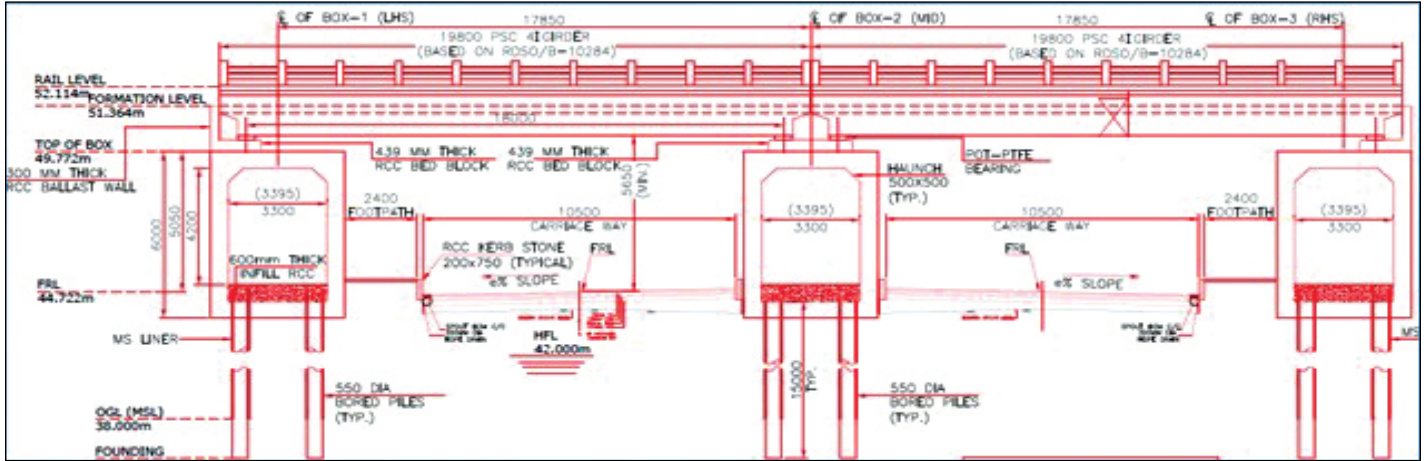 ℄ OF BOX-1 (LHS)
17850
℄ OF BOX-2 (MID)
17850
℄ OF BOX-3 (RHS)
19800 PSC 4IGIRDER
(BASED ON RDSO/B-10284)
19800 PSC 4IGIRDER
(BASED ON RDSO/B-10284)
RAIL LEVEL
52.114m
FORMATION LEVEL
51.364m
18000
TOP OF BOX
49.772m
300 MM THICK
RCC BALLAST WALL
439 MM THICK
RCC BED BLOCK
439 MM THICK
RCC BED BLOCK
5650
(MIN.)
POT-PTFE
BEARING
HAUNCH
500X500
(TYP.)
6000
5050
4200
(3395)
3300
2400
FOOTPATH
10500
CARRIAGE WAY
(3395)
3300
10500
CARRIAGE WAY
2400
FOOTPATH
(3395)
3300
600mm THICK
INFILL RCC
RCC KERB STONE
200x750 (TYPICAL)
FRL
e% SLOPE
FRL
e% SLOPE
FRL
44.722m
MS LINER
HFL
42.000m
15000
TYP.
MS
550 DIA
BORED PILES
(TYP.)
550 DIA
BORED PILES
(TYP.)
OGL (MSL)
38.000m
FOUNDING